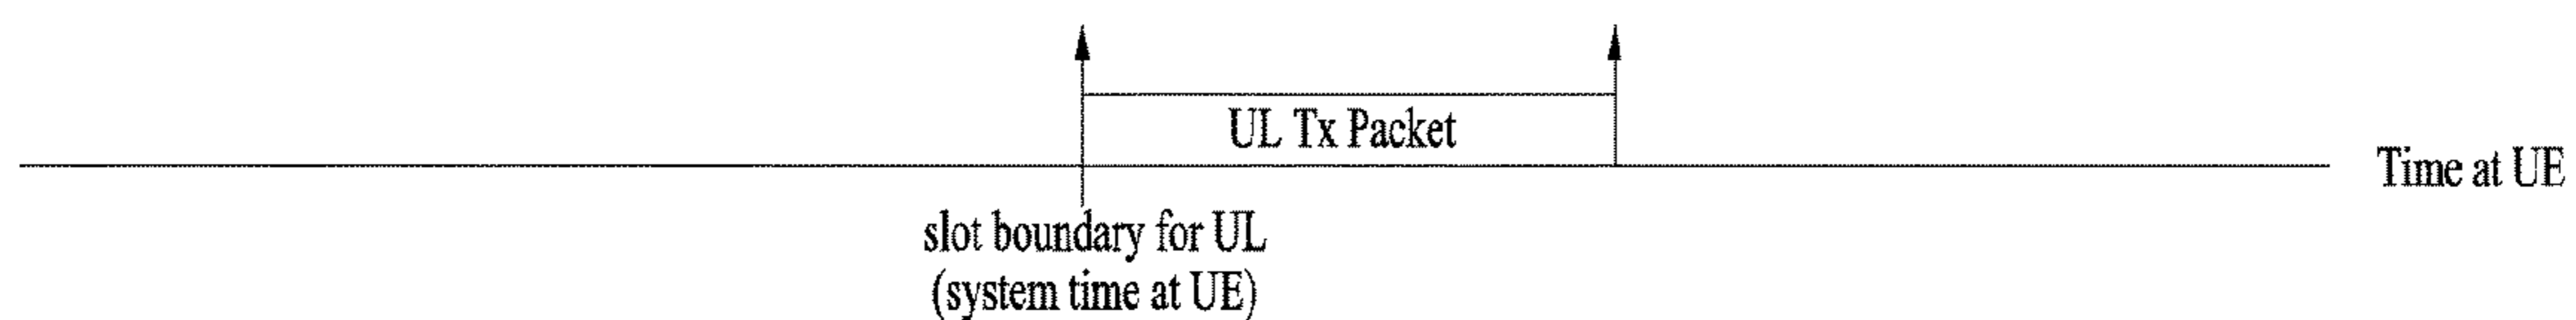 UL Tx Packet
Time at UE
slot boundary for UL
(system time at UE)